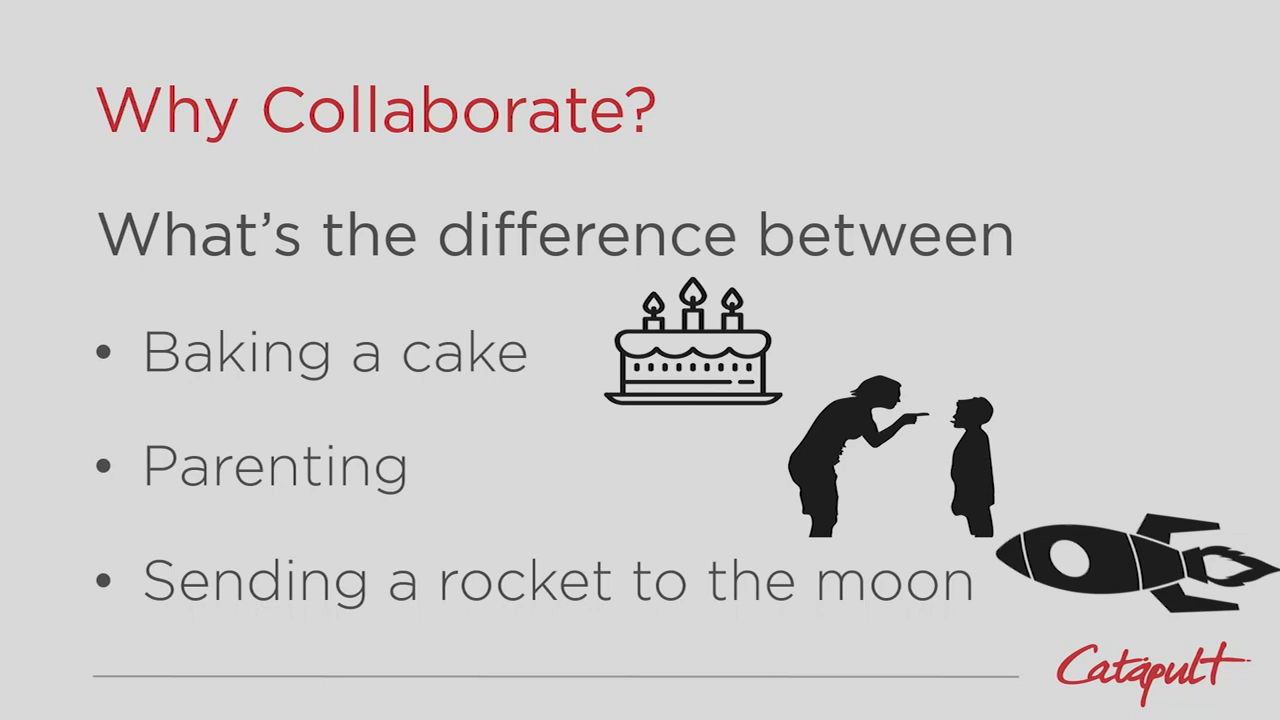 Why Collaborate?
What's the difference between
• Baking a cake
• Parenting
• Sending a rocket to the moon
Catapult